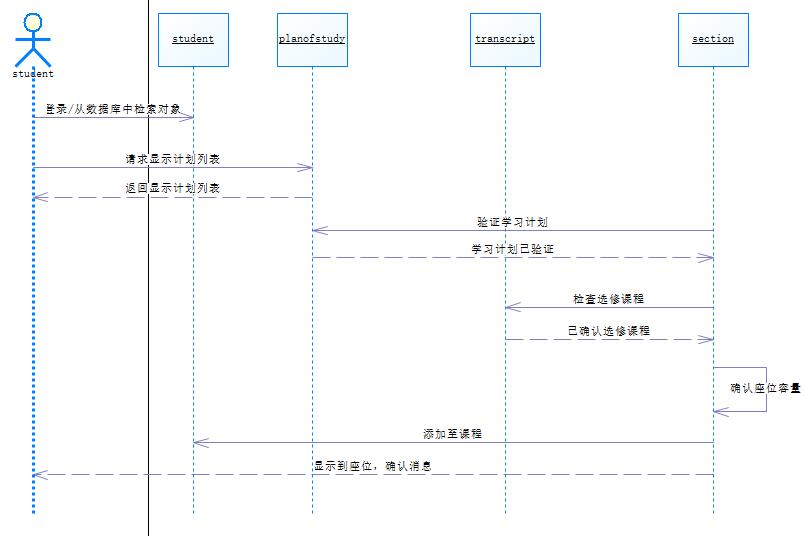 student
student
planofstudy
transcript
section
登录/从数据库中检索对象
请求显示计划列表
返回显示计划列表
验证学习计划
学习计划已验证
检查选修课程
已确认选修课程
确认座位容量
添加至课程
显示到座位,确认消息